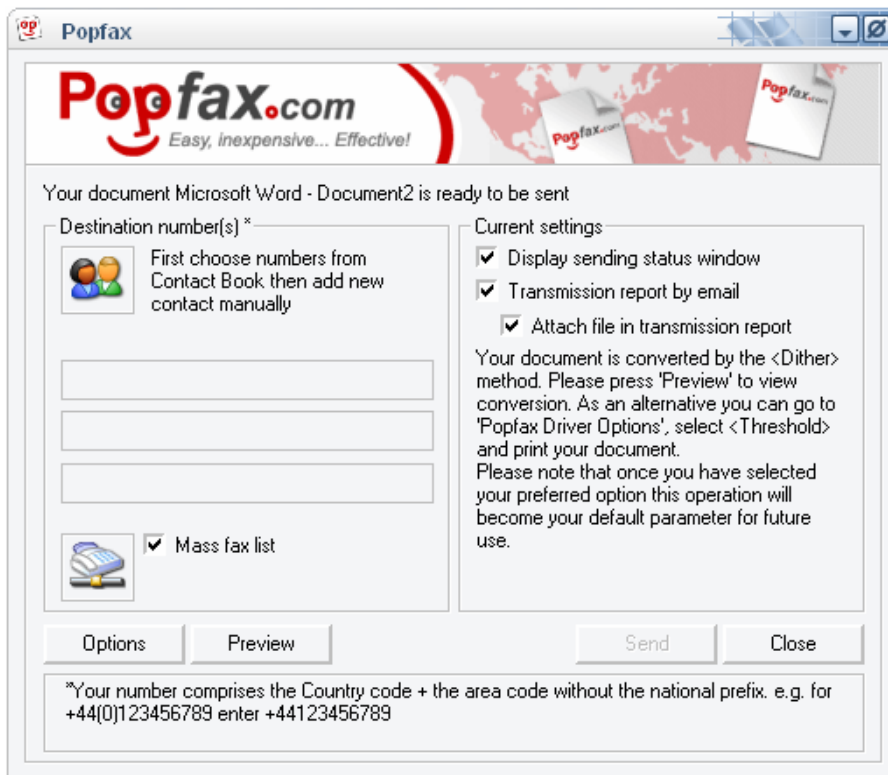 Popfax
Popfax.com
Easy, inexpensive... Effective!
Popfax.com
Popfax.com
Your document Microsoft Word - Document2 is ready to be sent
Destination number(s) *
First choose numbers from
Contact Book then add new
contact manually
Mass fax list
Current settings
Display sending status window
Transmission report by email
Attach file in transmission report
Your document is converted by the <Dither>
method. Please press 'Preview' to view
conversion. As an alternative you can go to
'Popfax Driver Options', select <Threshold>
and print your document.
Please note that once you have selected
your preferred option this operation will
become your default parameter for future
use.
Options
Preview
Send
Close
*Your number comprises the Country code + the area code without the national prefix. e.g. for
+44(0)123456789 enter +44123456789